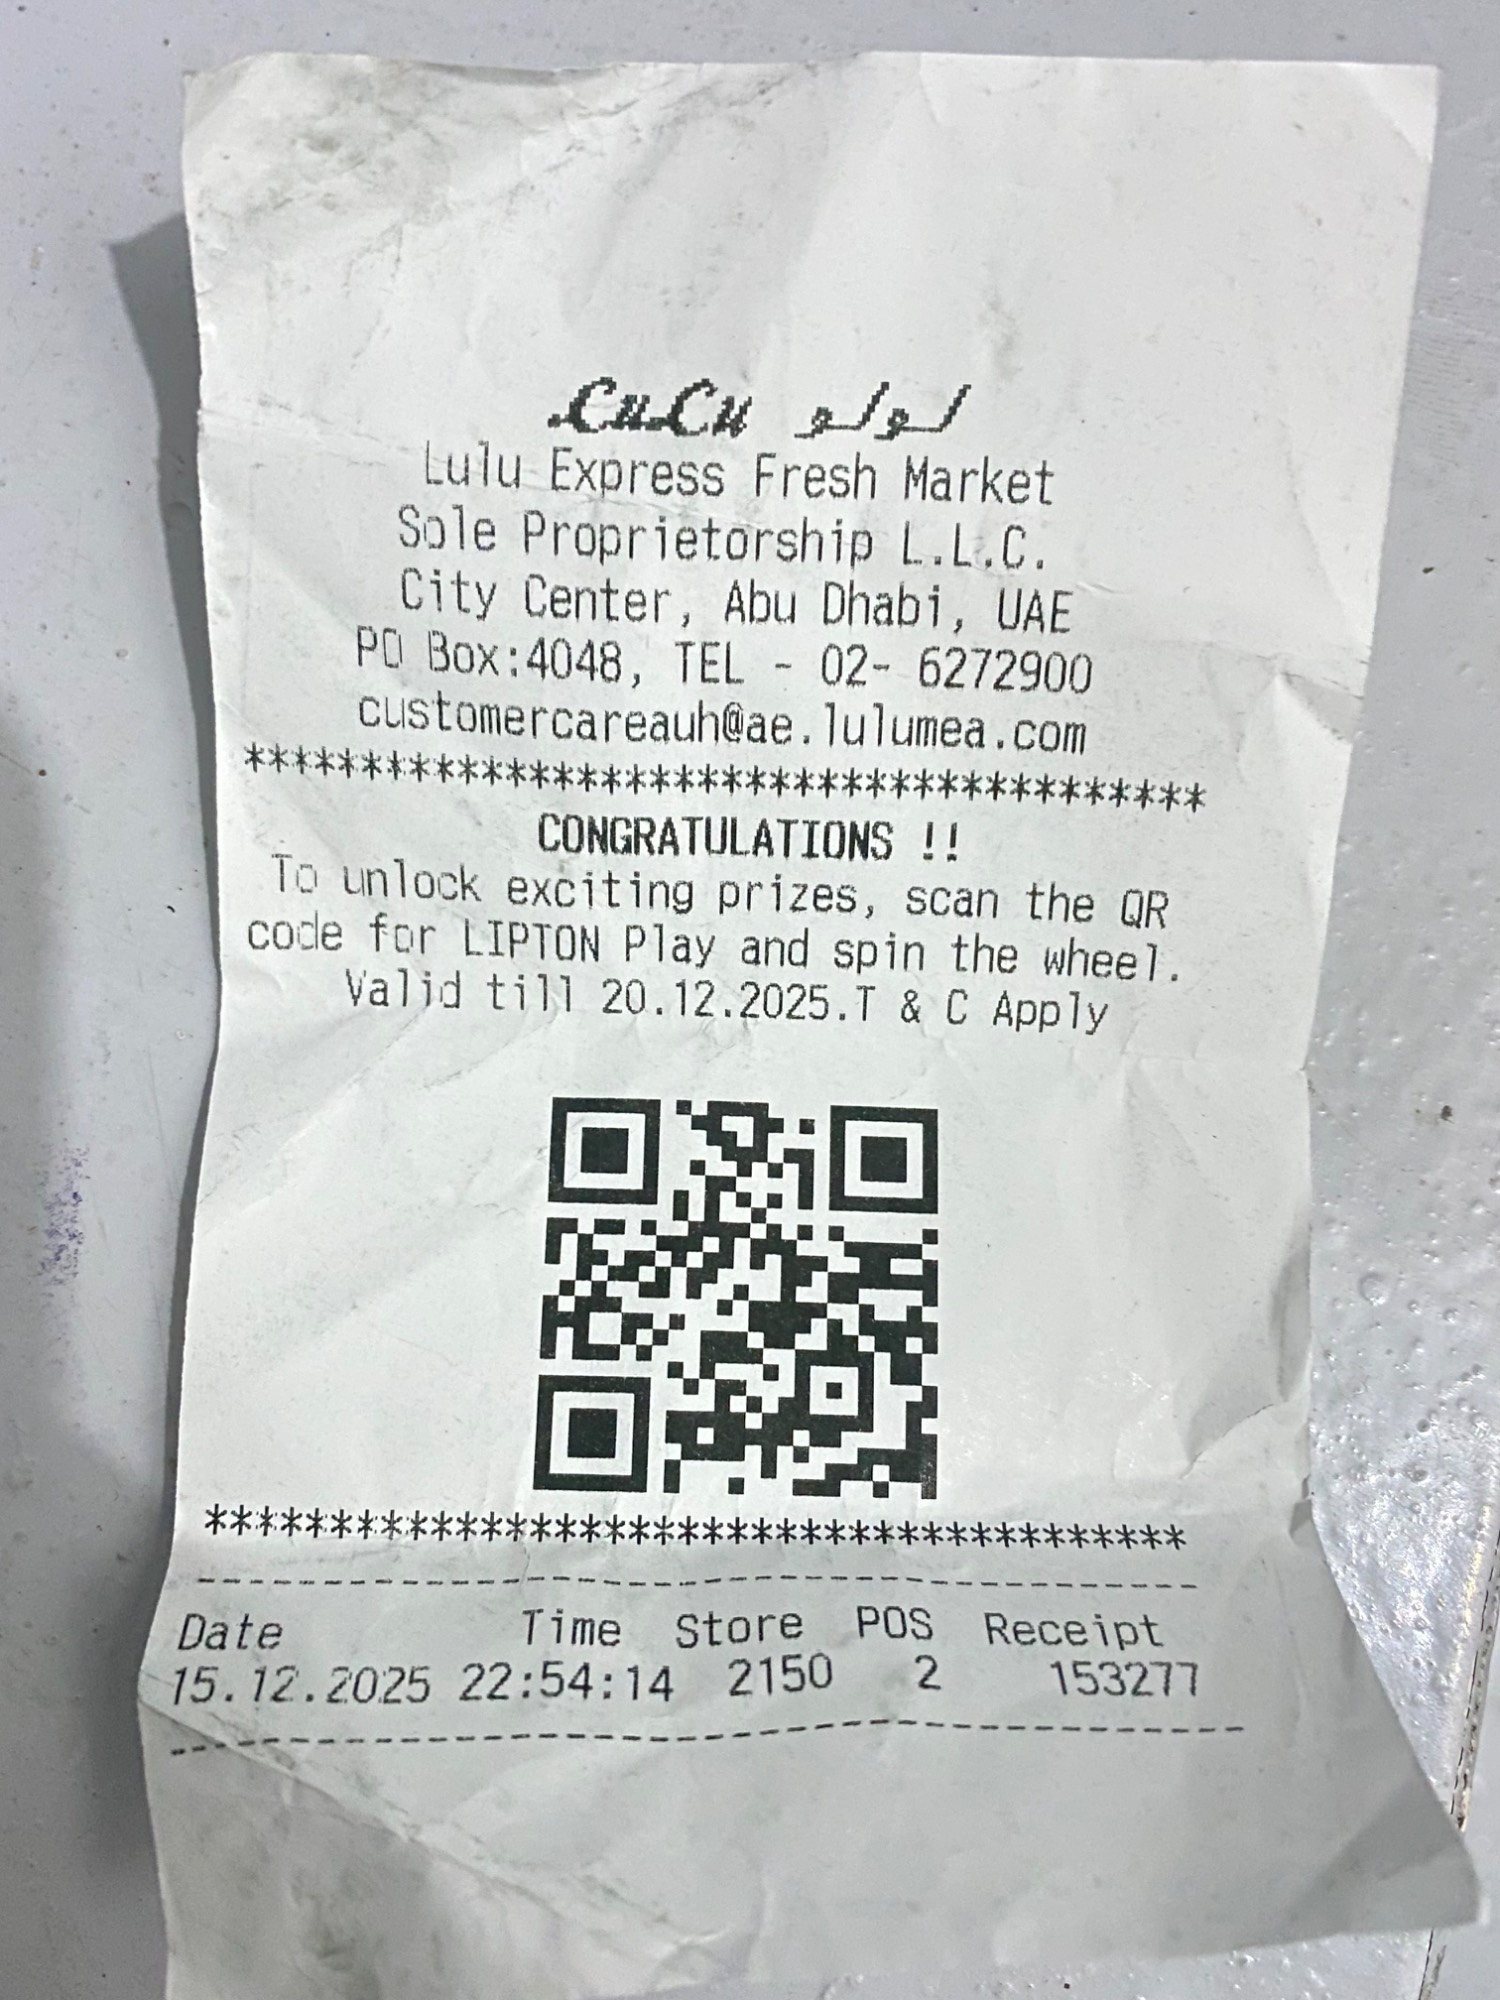 LuLu لولو
Lulu Express Fresh Market
Sole Proprietorship L.L.C.
City Center, Abu Dhabi, UAE
PO Box:4048, TEL - 02- 6272900
customercareauh@ae.lulumea.com
****************************************
CONGRATULATIONS !!
To unlock exciting prizes, scan the QR
code for LIPTON Play and spin the wheel.
Valid till 20.12.2025.T & C Apply
****************************************
----------------------------------------
Date Time Store POS Receipt
15.12.2025 22:54:14 2150 2 153277
----------------------------------------